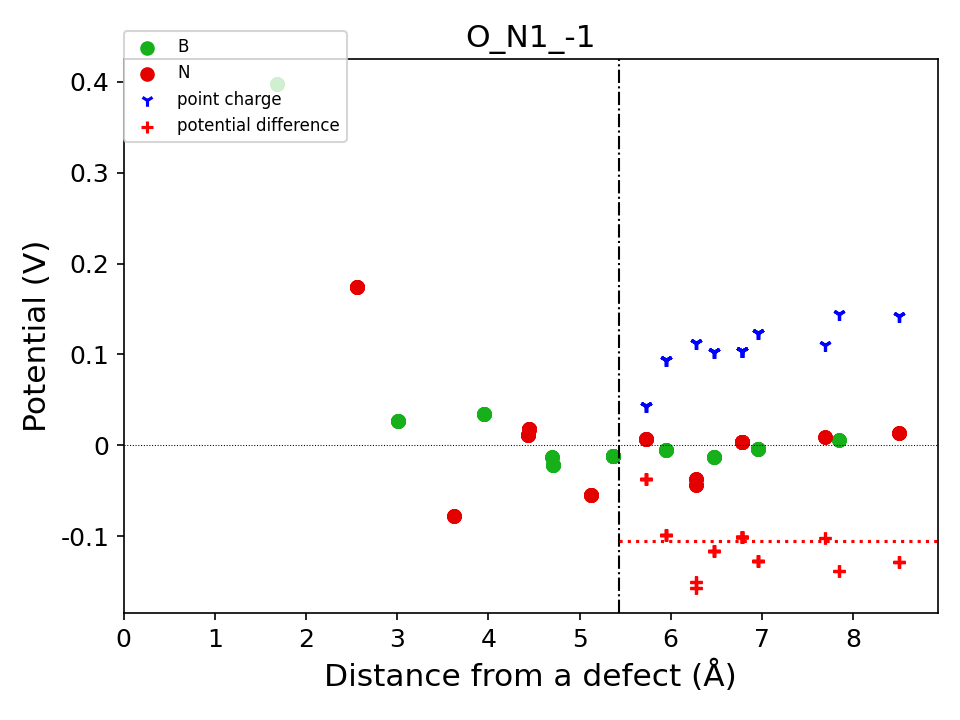 O_N1_-1
B
N
point charge
potential difference
0.4
0.3
0.2
0.1
0
-0.1
Potential (V)
0 1 2 3 4 5 6 7 8
Distance from a defect (Å)